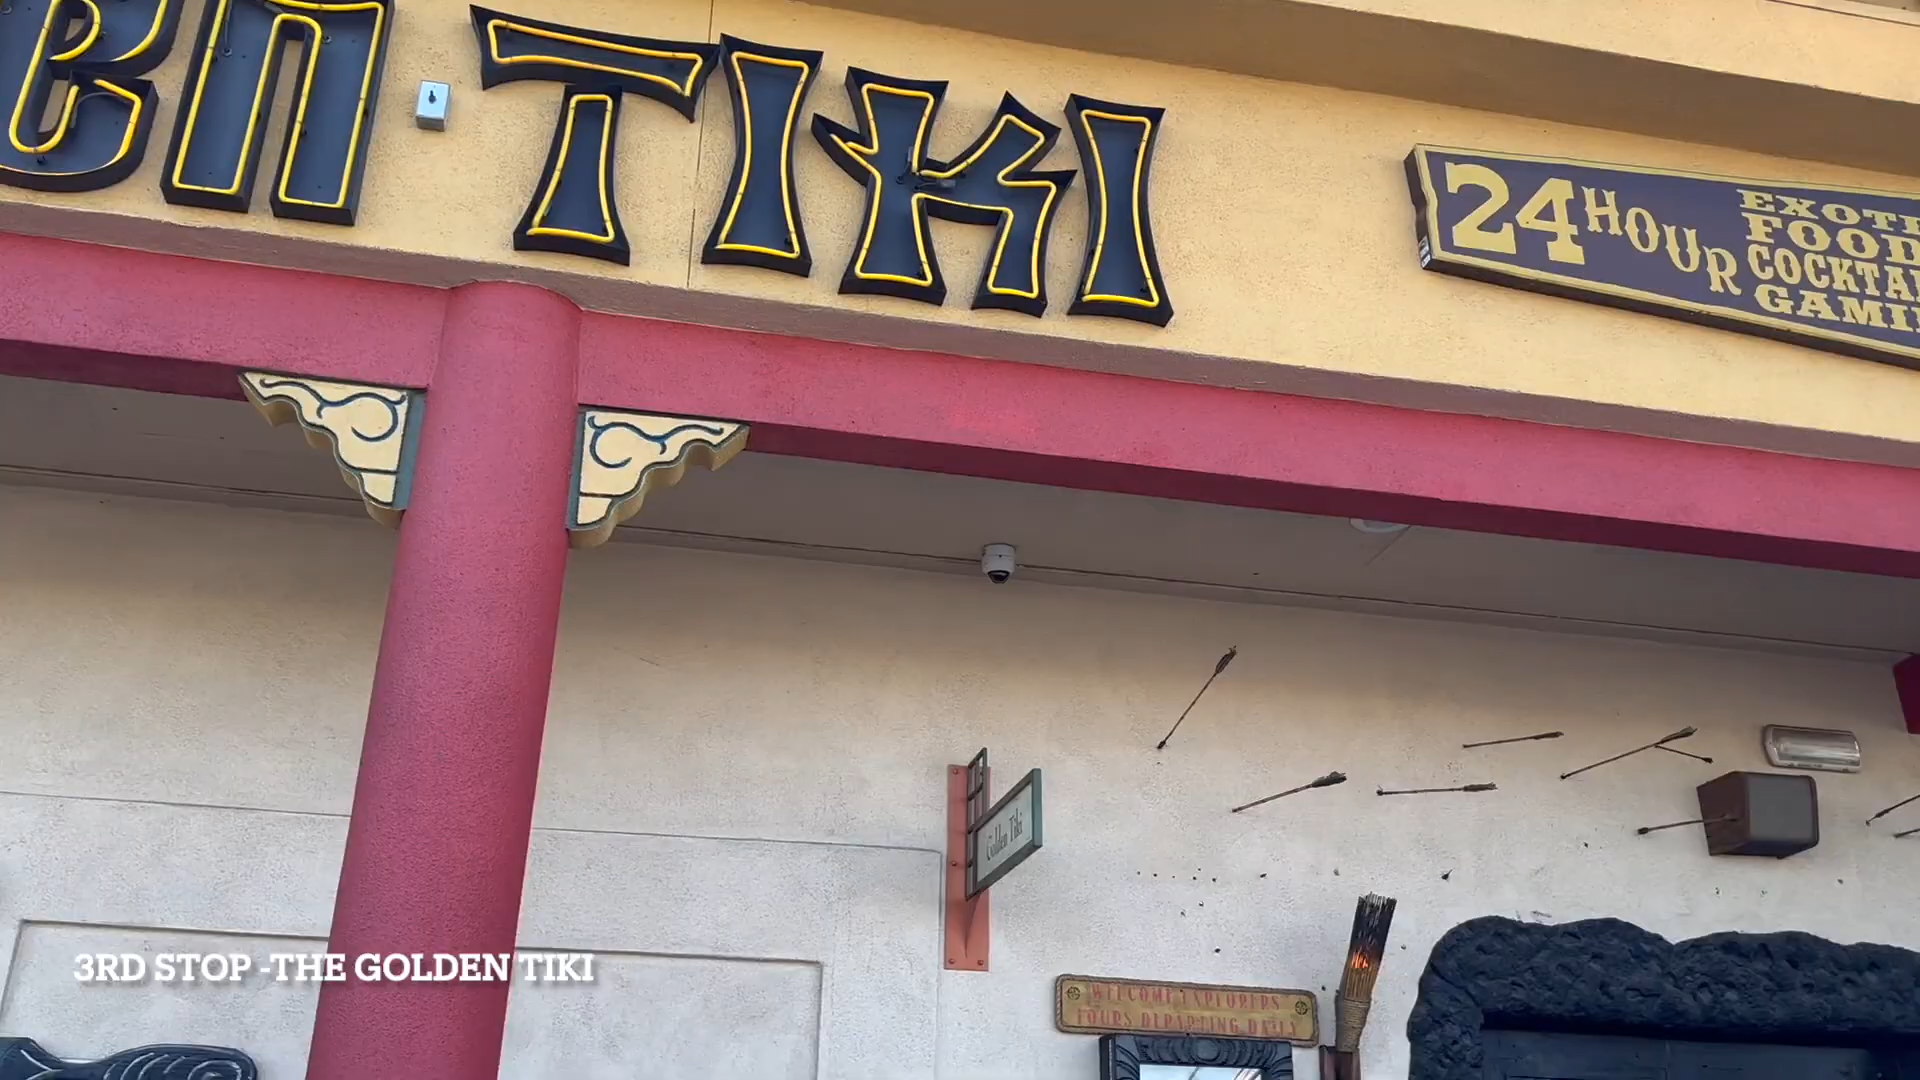 en TIKI
24 HOUR
EXOTI
FOOD
COCKTA
GAMI
Golden Tiki
WELCOME EXPLORERS
TOURS DEPARTING DAILY
3RD STOP -THE GOLDEN TIKI